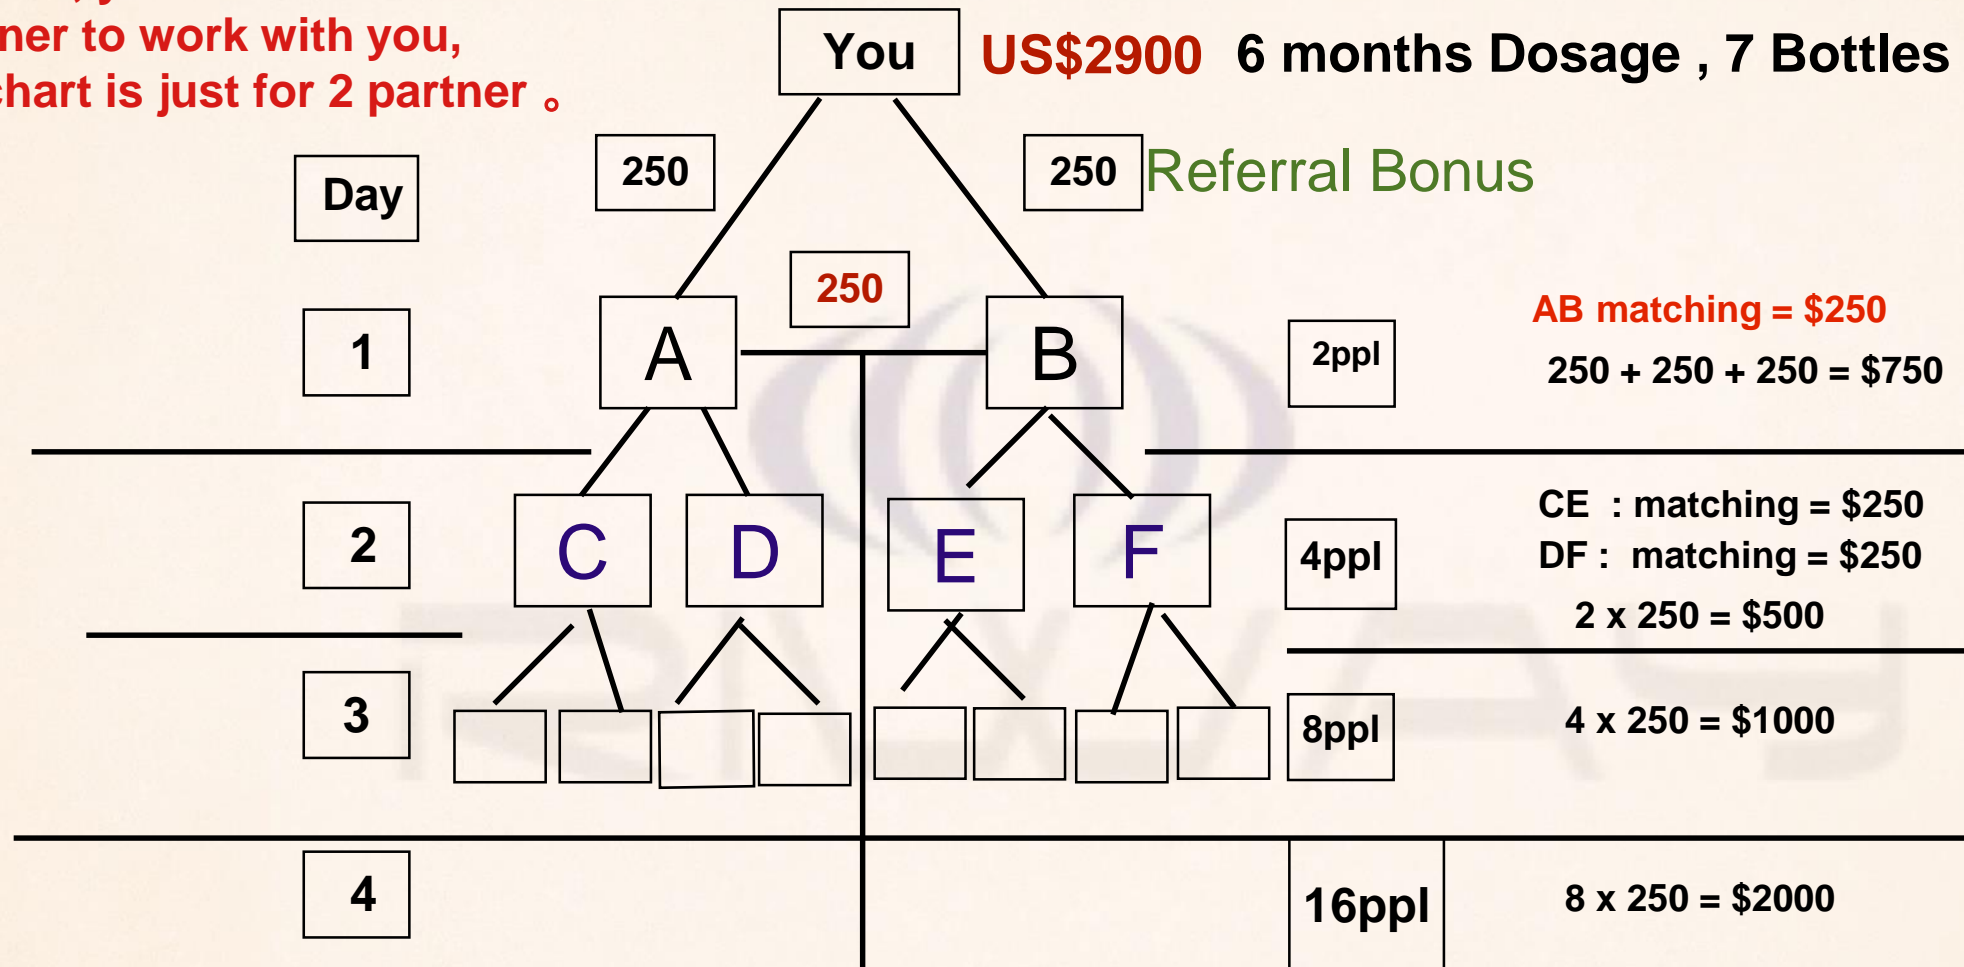 ner to work with you,
chart is just for 2 partner 。
You
US$2900 6 months Dosage , 7 Bottles
Day
250
250
Referral Bonus
250
1
A
B
2ppl
AB matching = $250
250 + 250 + 250 = $750
2
C
D
E
F
4ppl
CE : matching = $250
DF : matching = $250
2 x 250 = $500
3
8ppl
4 x 250 = $1000
4
16ppl
8 x 250 = $2000